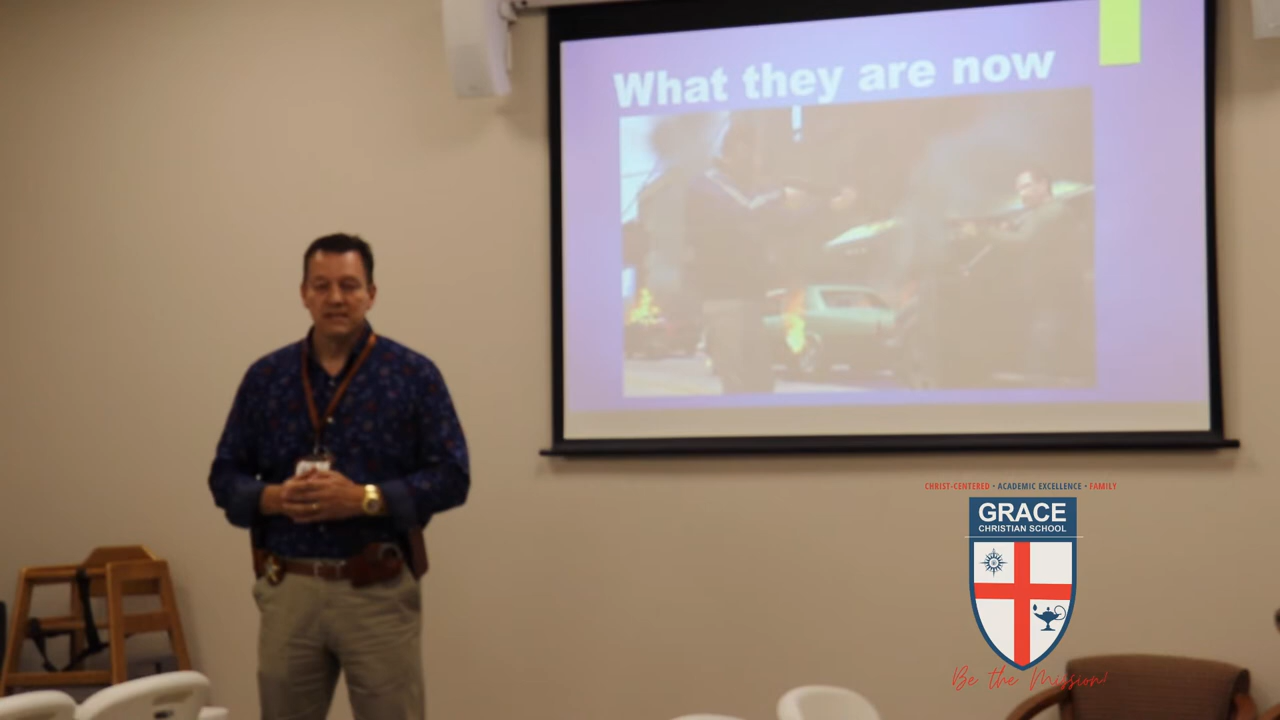 What they are now
CHRIST-CENTERED • ACADEMIC EXCELLENCE • FAMILY
GRACE
CHRISTIAN SCHOOL
Be the Mission!